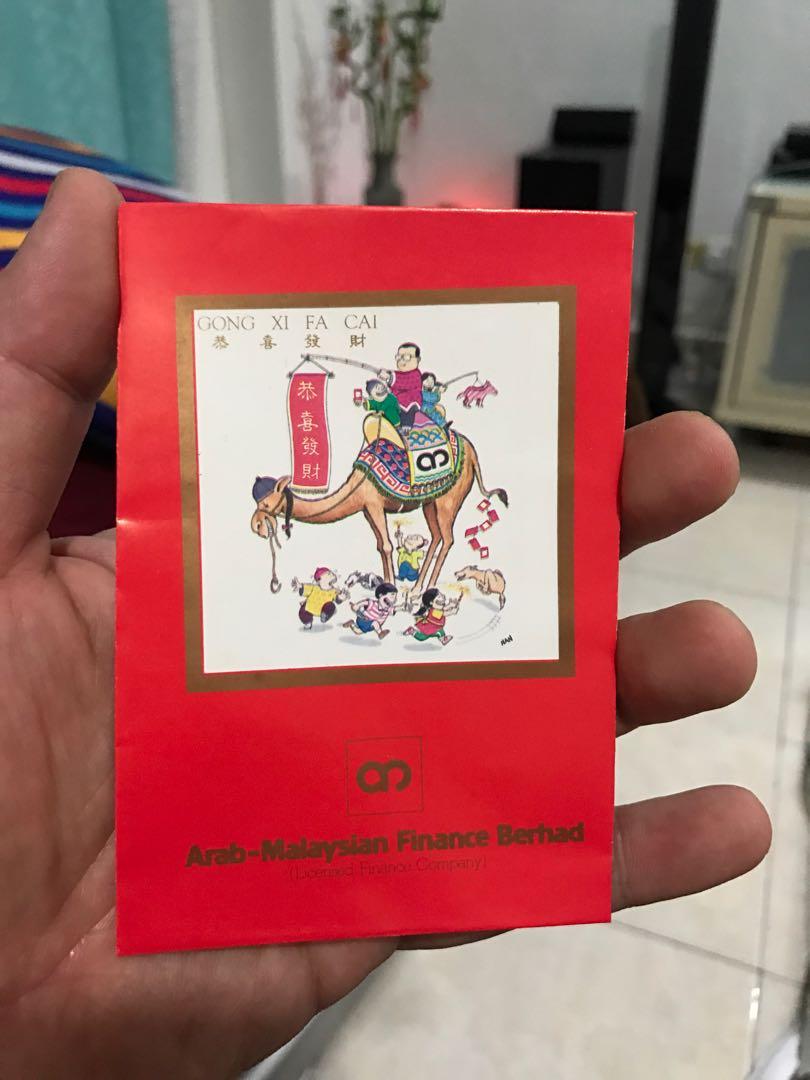 GONG XI FA CAI
恭喜發財
恭喜發財
Arab-Malaysian Finance Berhad
(Licensed Finance Company)